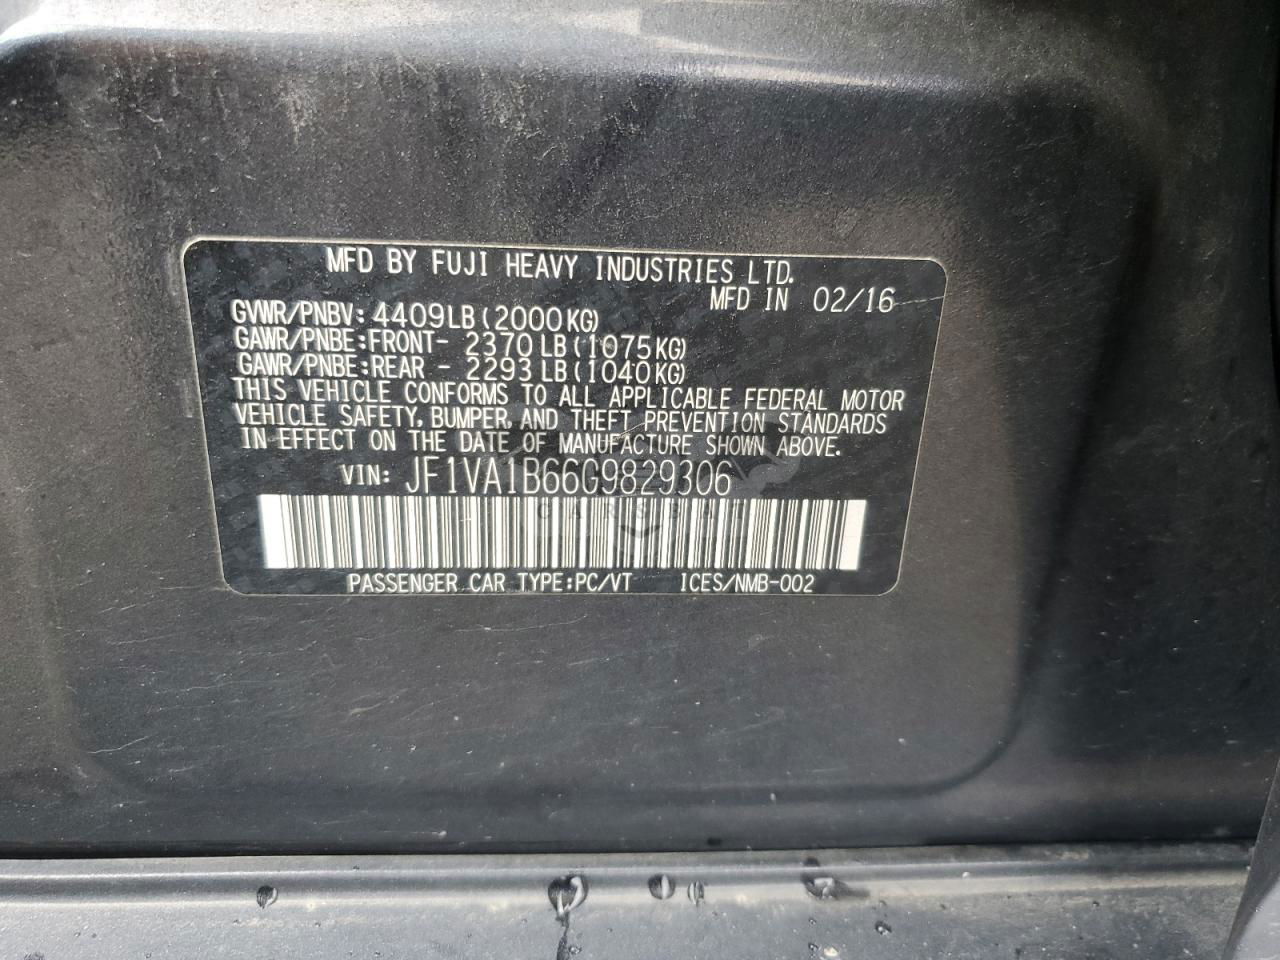 MFD BY FUJI HEAVY INDUSTRIES LTD.
MFD IN 02/16
GVWR/PNBV: 4409LB(2000KG)
GAWR/PNBE:FRONT- 2370LB(1075KG)
GAWR/PNBE:REAR - 2293LB(1040KG)
THIS VEHICLE CONFORMS TO ALL APPLICABLE FEDERAL MOTOR
VEHICLE SAFETY, BUMPER, AND THEFT PREVENTION STANDARDS
IN EFFECT ON THE DATE OF MANUFACTURE SHOWN ABOVE.
VIN: JF1VA1B66G9829306
PASSENGER CAR TYPE:PC/VT ICES/NMB-002